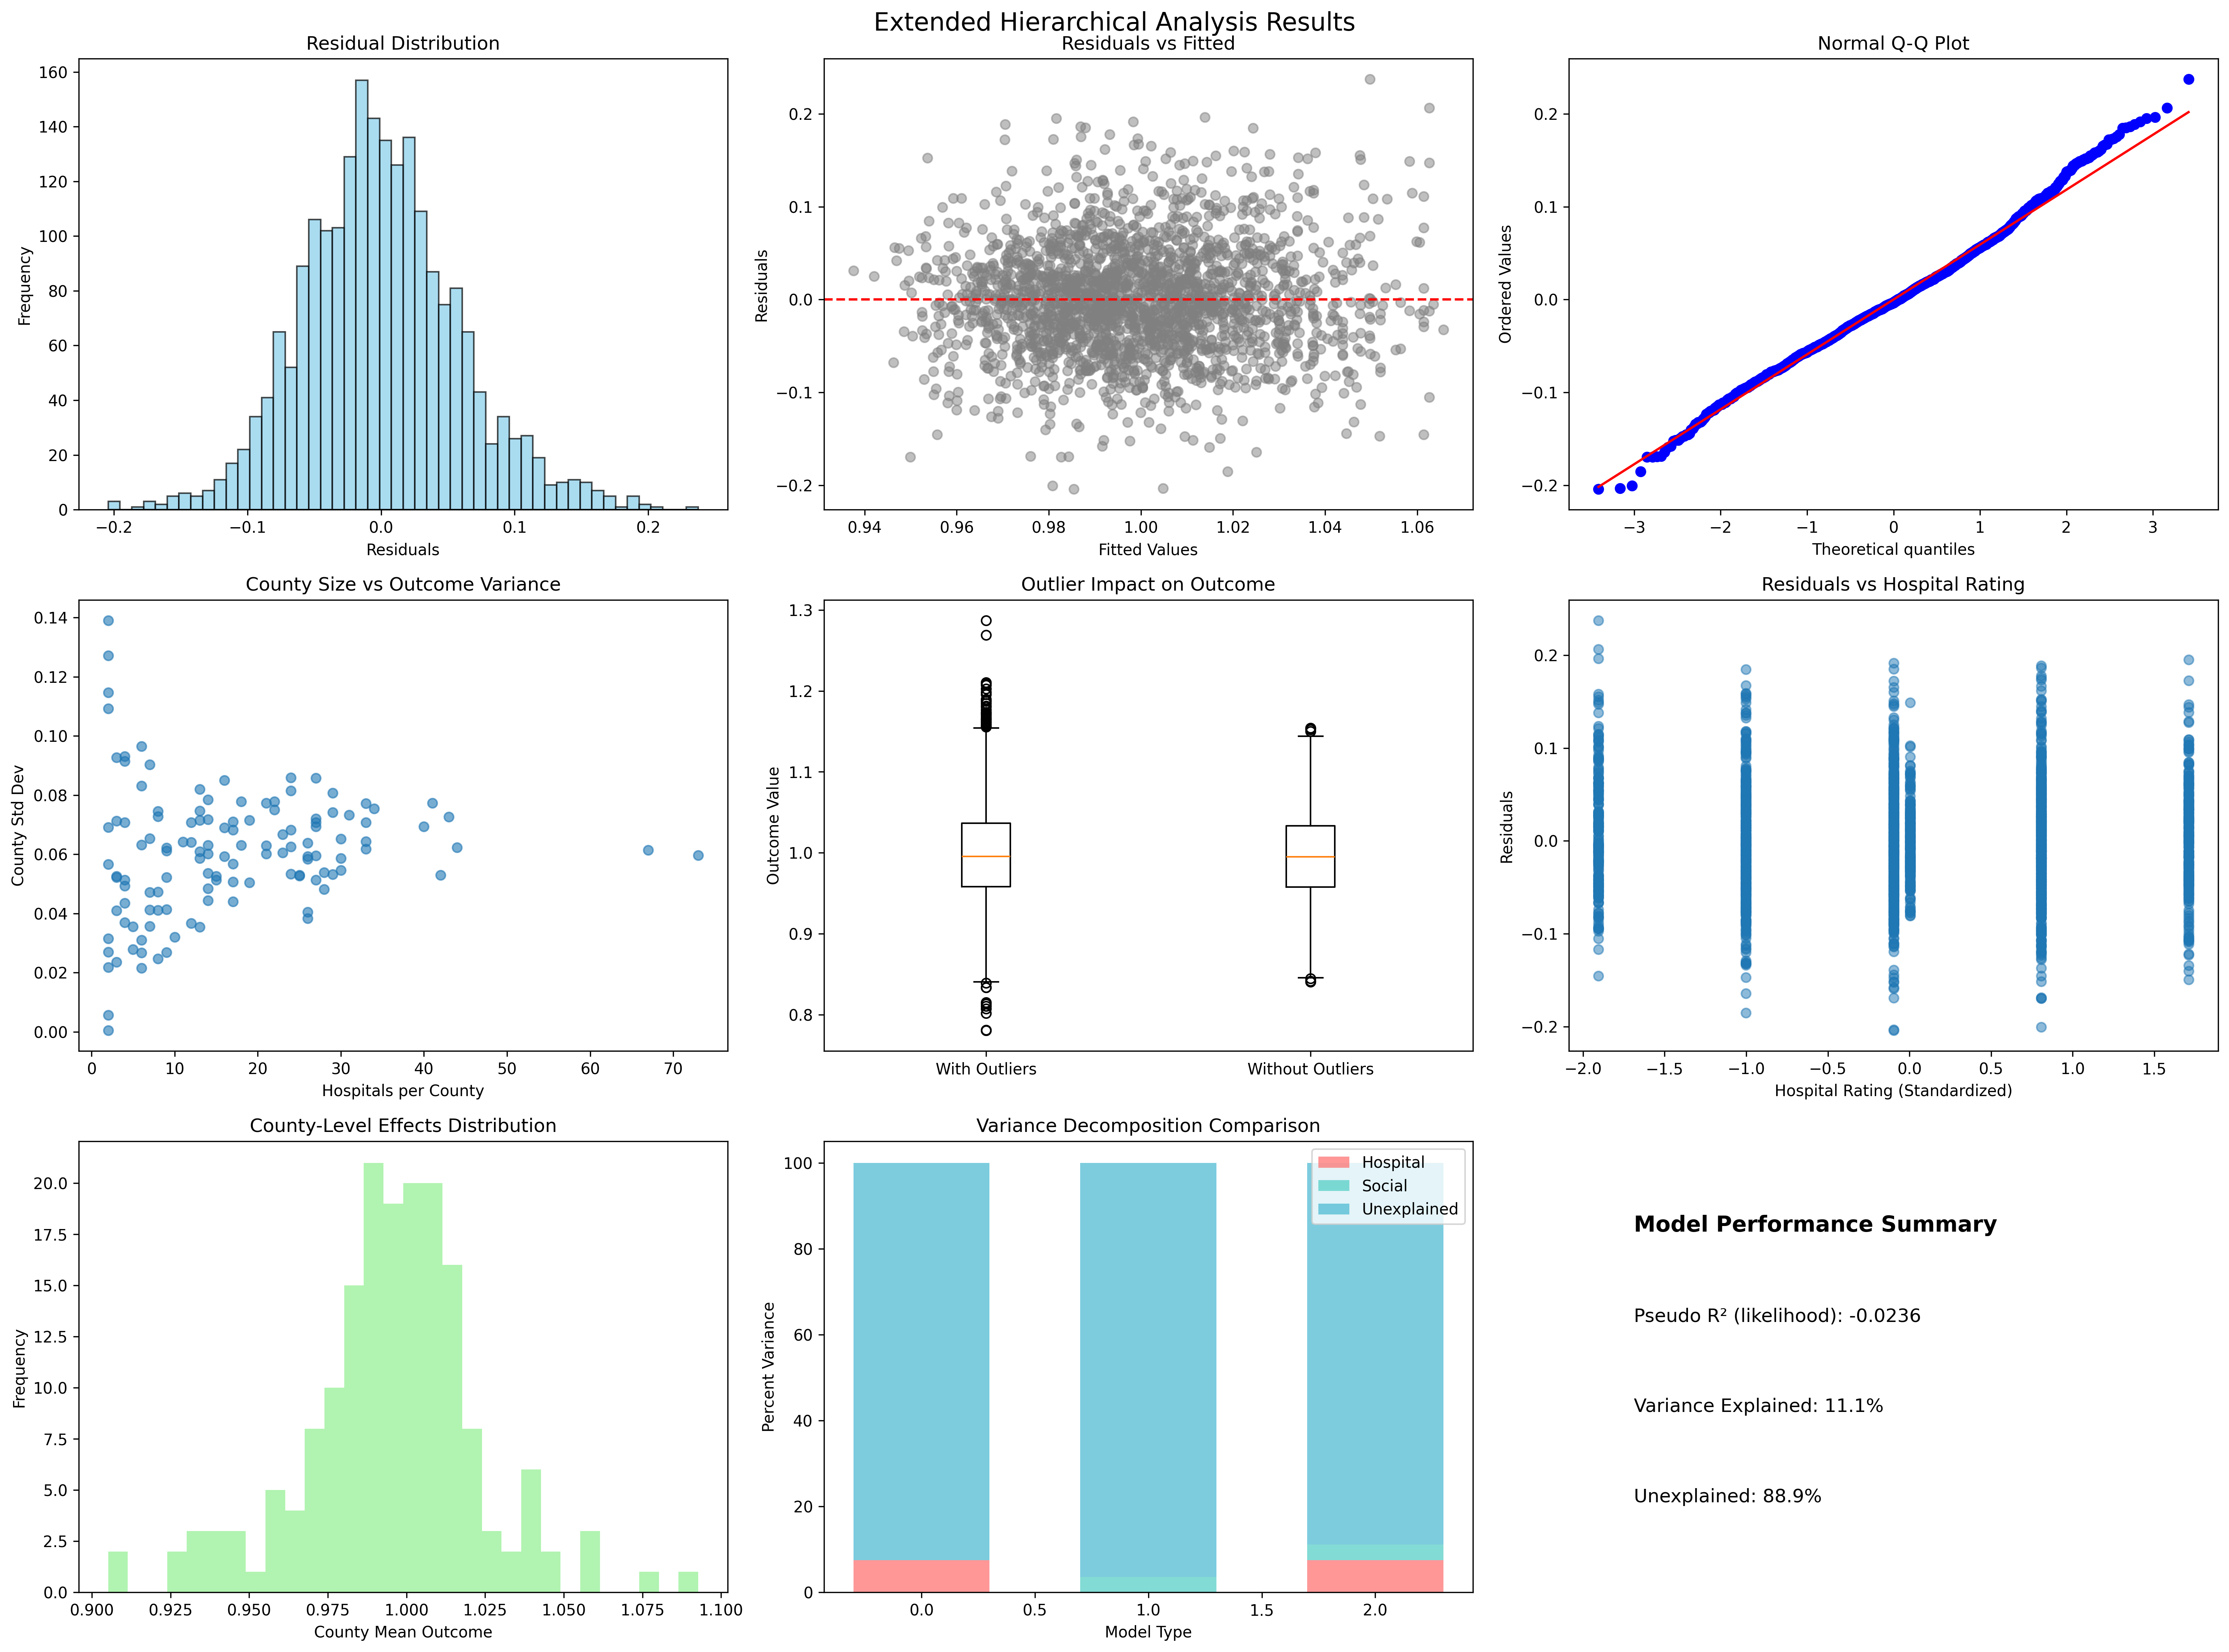 Extended Hierarchical Analysis Results
Residual Distribution
160
140
120
100
80
60
40
20
0
Frequency
−0.2 −0.1 0.0 0.1 0.2
Residuals
Residuals vs Fitted
0.2
0.1
0.0
−0.1
−0.2
Residuals
0.94 0.96 0.98 1.00 1.02 1.04 1.06
Fitted Values
Normal Q-Q Plot
0.2
0.1
0.0
−0.1
−0.2
Ordered Values
−3 −2 −1 0 1 2 3
Theoretical quantiles
County Size vs Outcome Variance
0.14
0.12
0.10
0.08
0.06
0.04
0.02
0.00
County Std Dev
0 10 20 30 40 50 60 70
Hospitals per County
Outlier Impact on Outcome
1.3
1.2
1.1
1.0
0.9
0.8
Outcome Value
With Outliers Without Outliers
Residuals vs Hospital Rating
0.2
0.1
0.0
−0.1
−0.2
Residuals
−2.0 −1.5 −1.0 −0.5 0.0 0.5 1.0 1.5
Hospital Rating (Standardized)
County-Level Effects Distribution
20.0
17.5
15.0
12.5
10.0
7.5
5.0
2.5
0.0
Frequency
0.900 0.925 0.950 0.975 1.000 1.025 1.050 1.075 1.100
County Mean Outcome
Variance Decomposition Comparison
100
80
60
40
20
0
Percent Variance
Hospital
Social
Unexplained
0.0 0.5 1.0 1.5 2.0
Model Type
Model Performance Summary
Pseudo R² (likelihood): -0.0236
Variance Explained: 11.1%
Unexplained: 88.9%